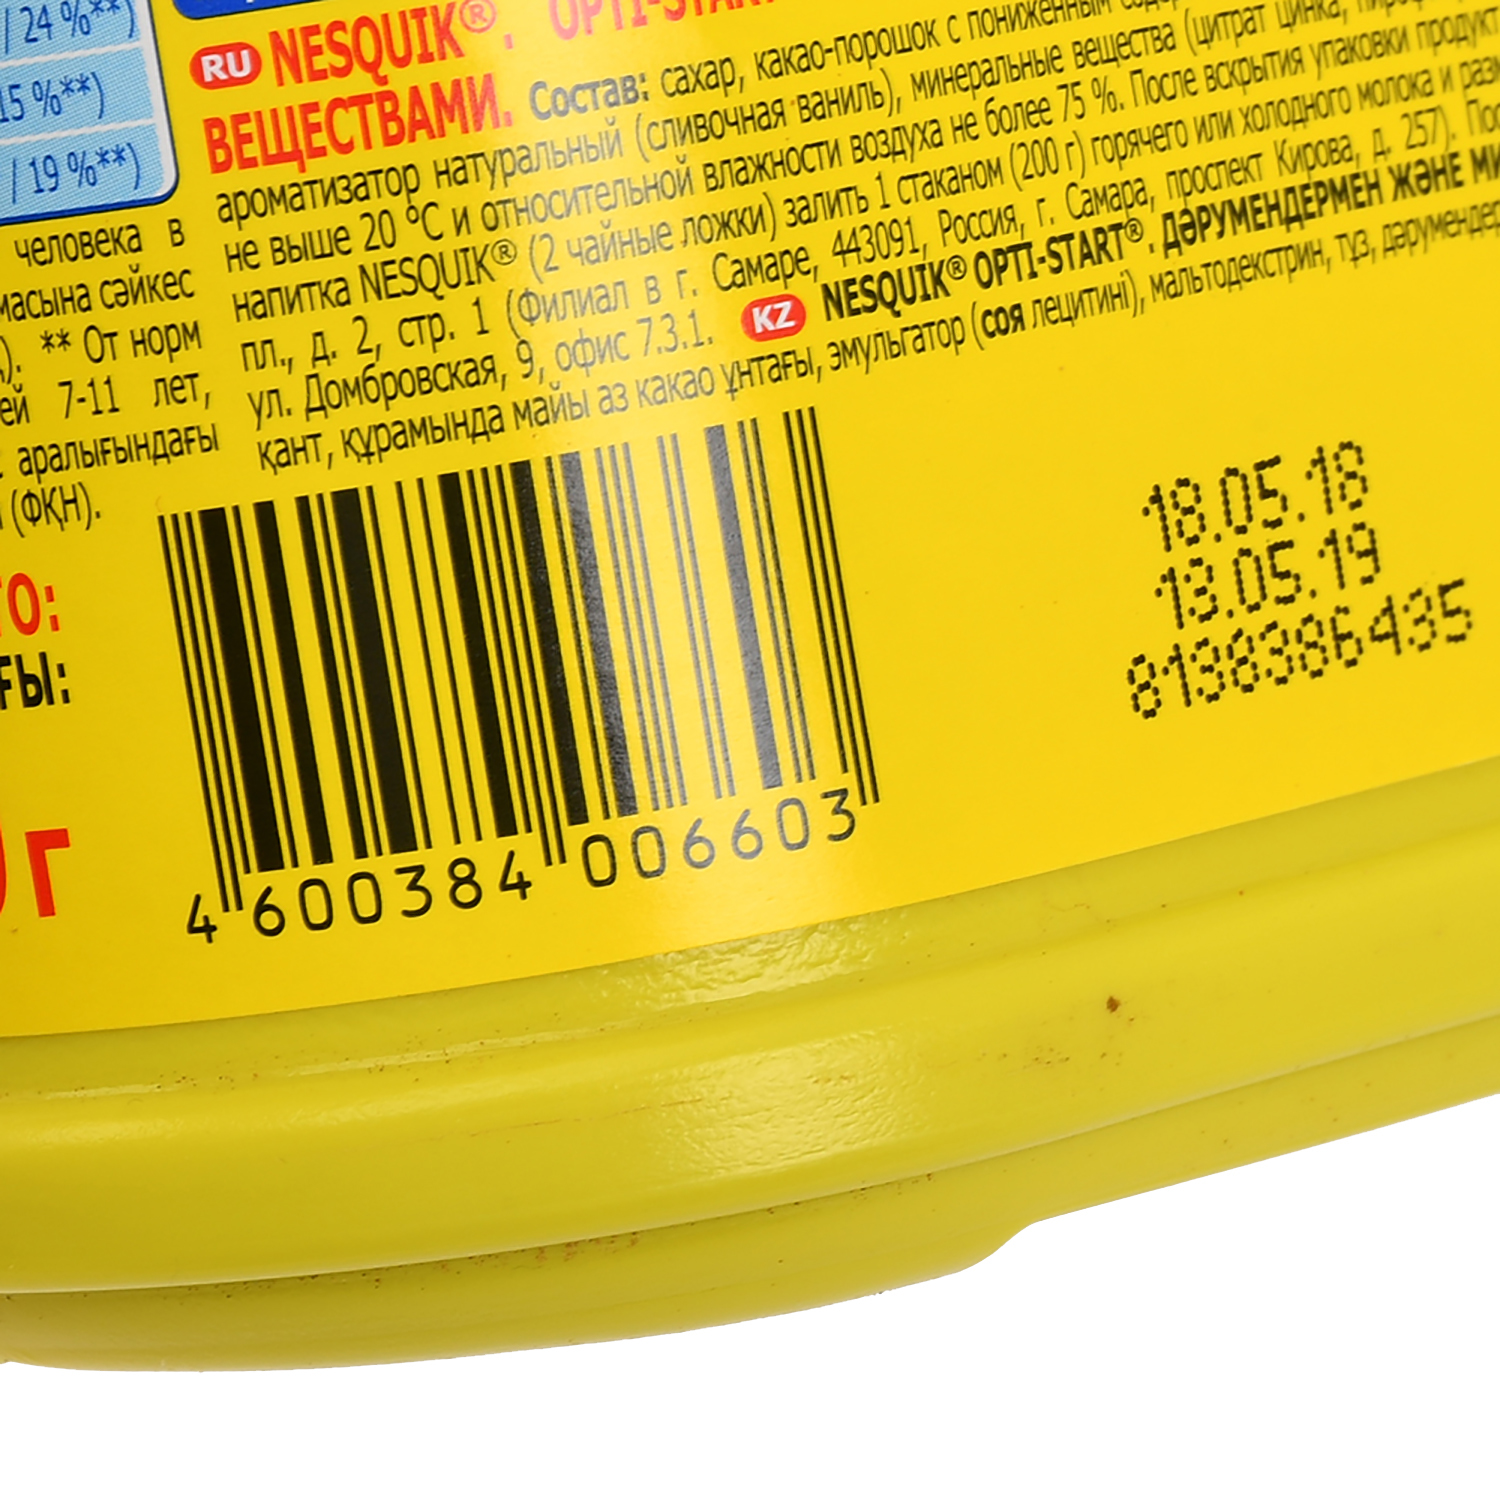 / 24 %**)
15 %**)
/ 19 %**)
человека в
масына сәйкес
). ** От норм
ей 7-11 лет,
аралығындағы
(ФҚН).
ТО:
ҒЫ:
г
RU NESQUIK®. OPTI-START
ВЕЩЕСТВАМИ. Состав: сахар, какао-порошок с пониженным
ароматизатор натуральный (сливочная ваниль), минеральные вещества (цитрат цинка,
не выше 20 °C и относительной влажности воздуха не более 75 %. После вскрытия упаковки продукт
напитка NESQUIK® (2 чайные ложки) залить 1 стаканом (200 г) горячего или холодного молока и
пл., д. 2, стр. 1 (Филиал в г. Самаре, 443091, Россия, г. Самара, проспект Кирова, д. 257).
ул. Домбровская, 9, офис 7.3.1. KZ NESQUIK® OPTI-START®. ДӘРУМЕНДЕРМЕН ЖӘНЕ
қант, құрамында майы аз какао ұнтағы, эмульгатор (соя лецитині), мальтодекстрин, тұз,
4 600384 006603
18.05.18
13.05.19
8138386435